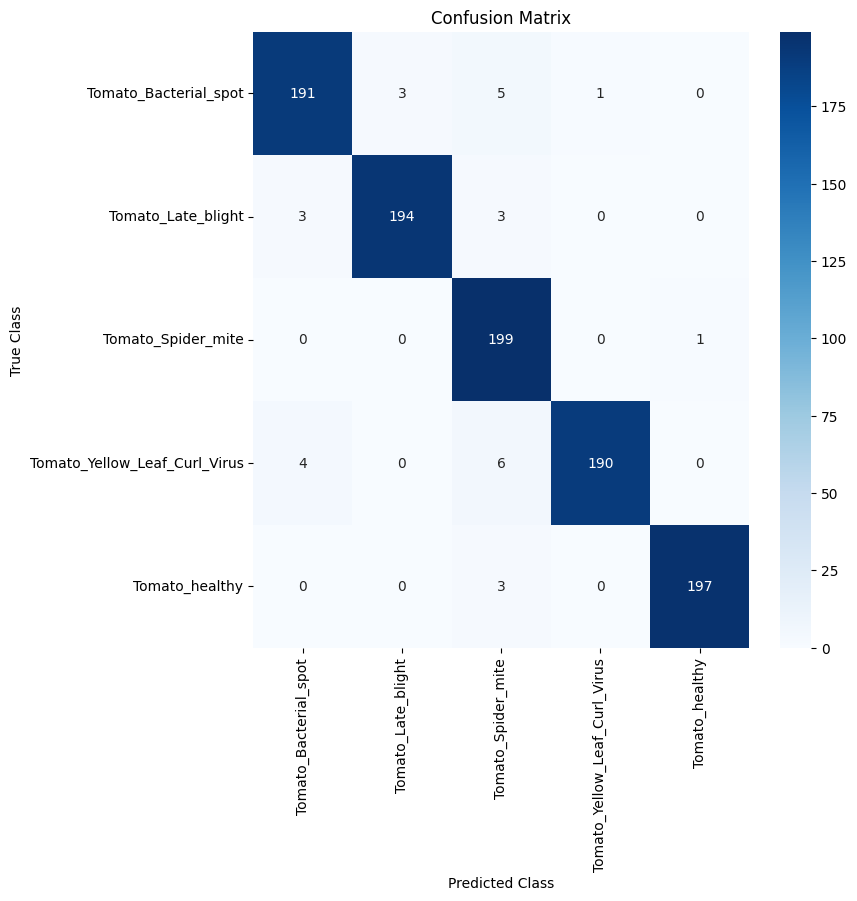 Confusion Matrix
True Class
Tomato_Bacterial_spot 191 3 5 1 0
Tomato_Late_blight 3 194 3 0 0
Tomato_Spider_mite 0 0 199 0 1
Tomato_Yellow_Leaf_Curl_Virus 4 0 6 190 0
Tomato_healthy 0 0 3 0 197
Tomato_Bacterial_spot
Tomato_Late_blight
Tomato_Spider_mite
Tomato_Yellow_Leaf_Curl_Virus
Tomato_healthy
Predicted Class
175
150
125
100
75
50
25
0